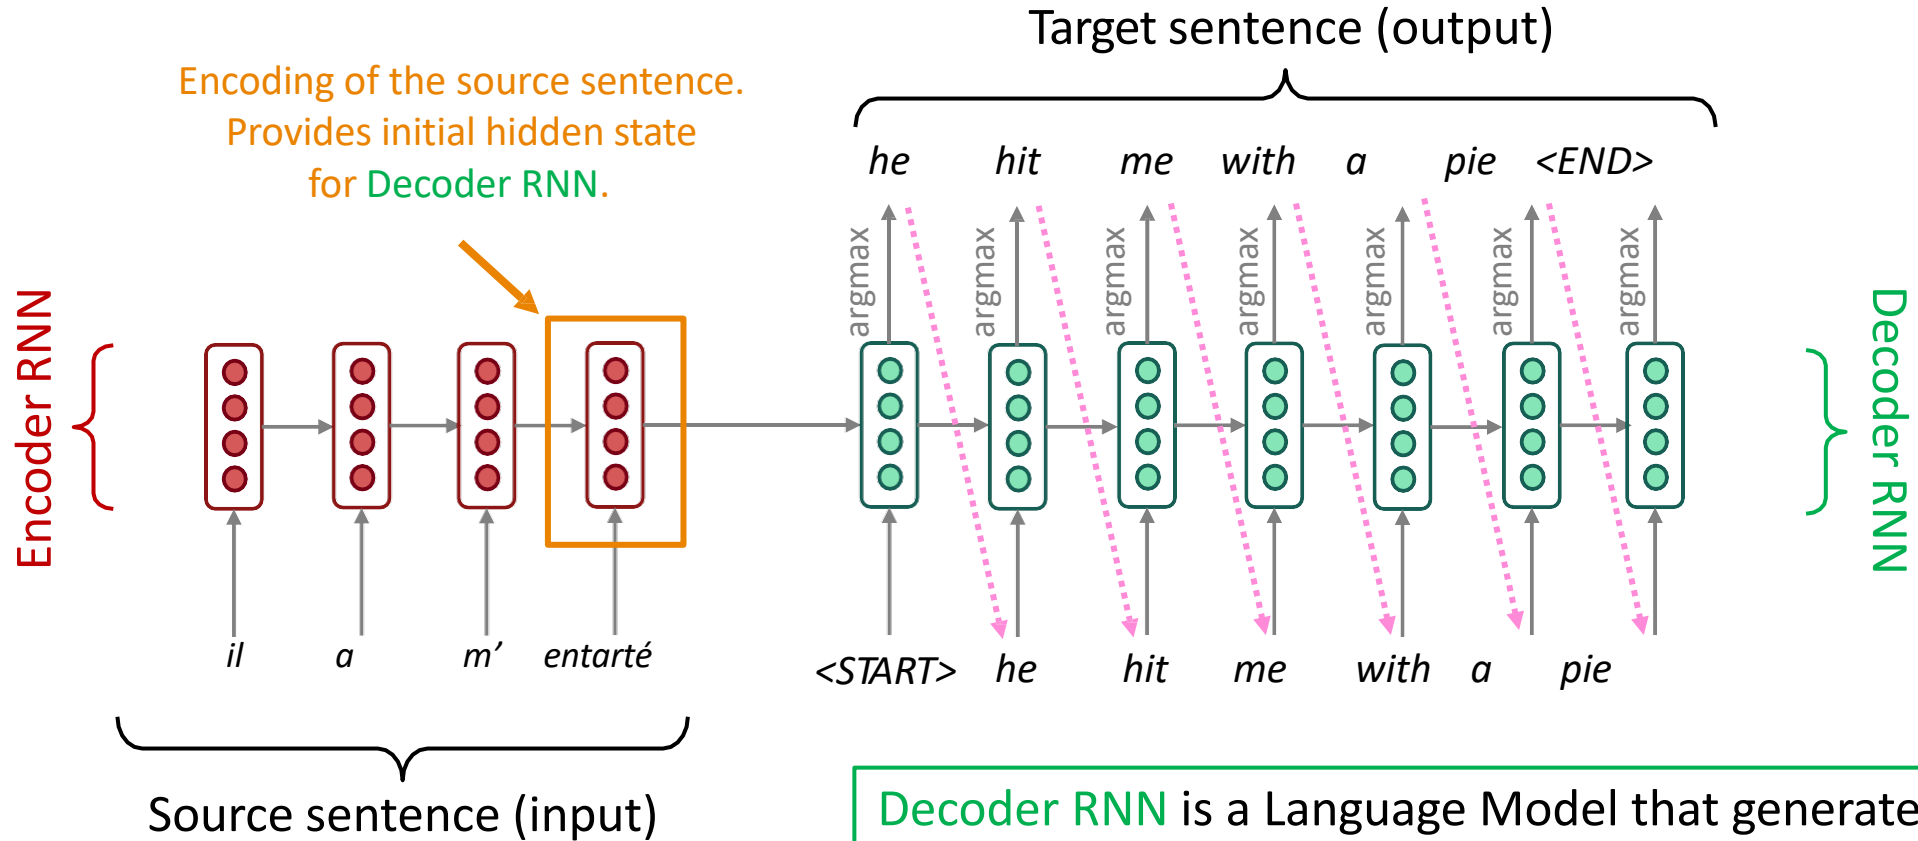 Target sentence (output)
Encoding of the source sentence.
Provides initial hidden state
for Decoder RNN.
he hit me with a pie <END>
argmax argmax argmax argmax argmax argmax argmax
Encoder RNN
Decoder RNN
il a m’ entarté
<START> he hit me with a pie
Source sentence (input)
Decoder RNN is a Language Model that generate